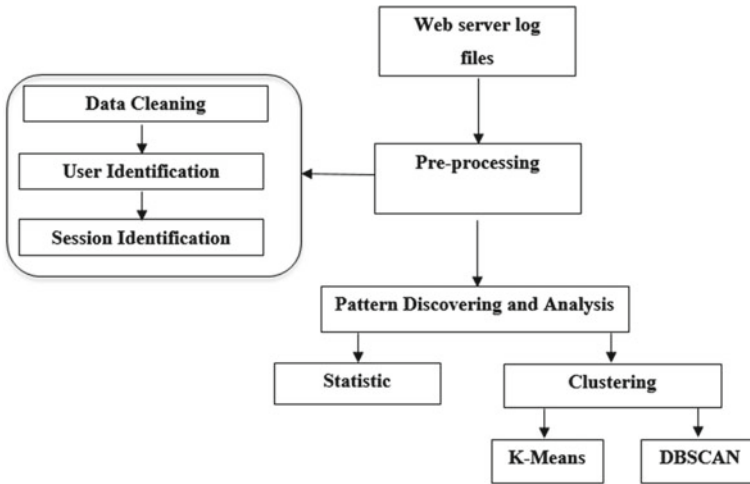 Web server log
files
Data Cleaning
User Identification
Session Identification
Pre-processing
Pattern Discovering and Analysis
Statistic
Clustering
K-Means
DBSCAN